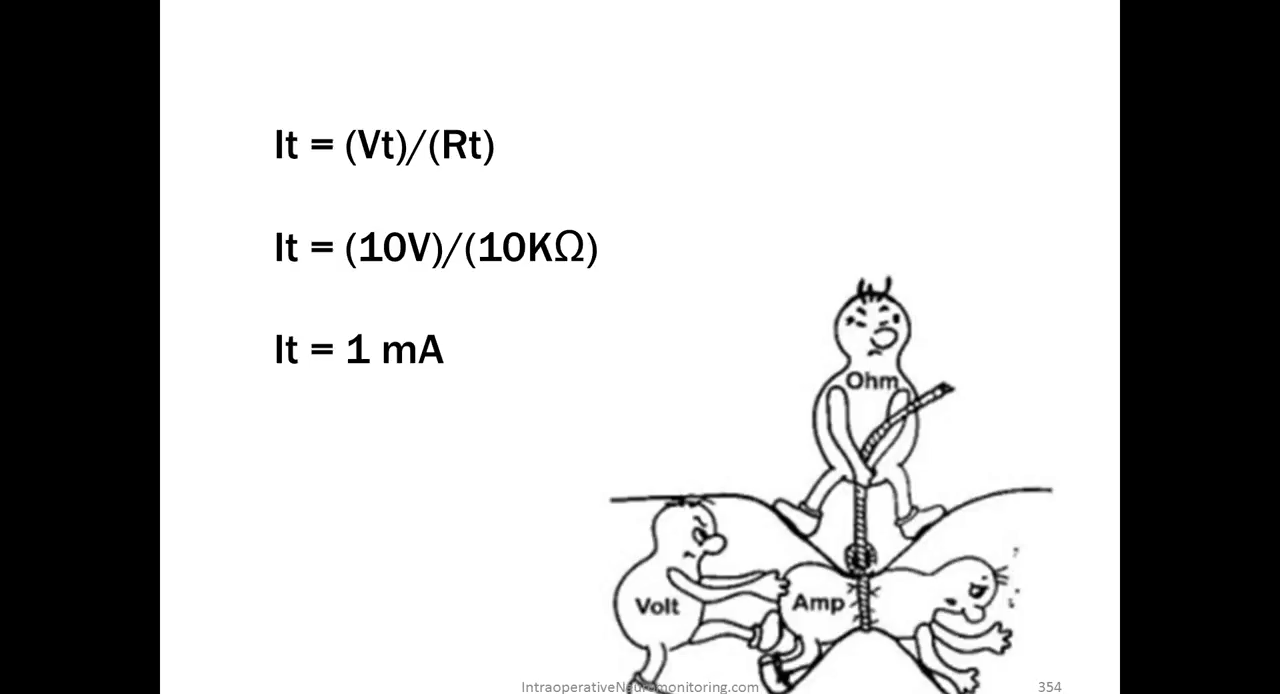 It = (Vt)/(Rt)
It = (10V)/(10KΩ)
It = 1 mA
Ohm
Volt
Amp
IntraoperativeNeuromonitoring.com
354